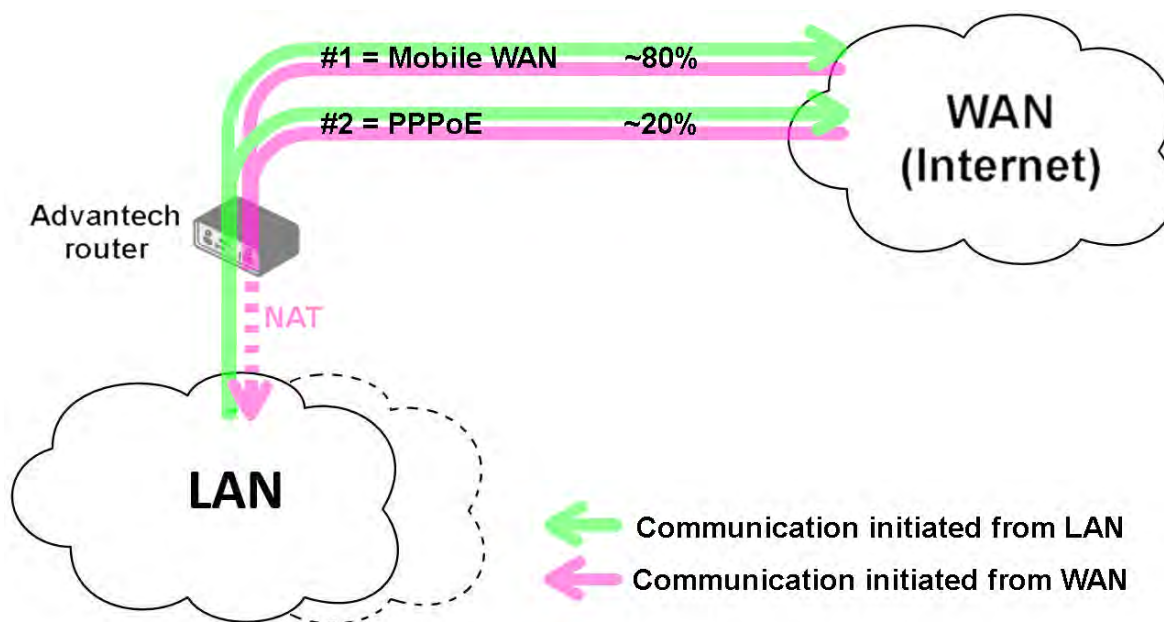 #1 = Mobile WAN ~80%
#2 = PPPoE ~20%
WAN
(Internet)
Advantech
router
NAT
LAN
Communication initiated from LAN
Communication initiated from WAN